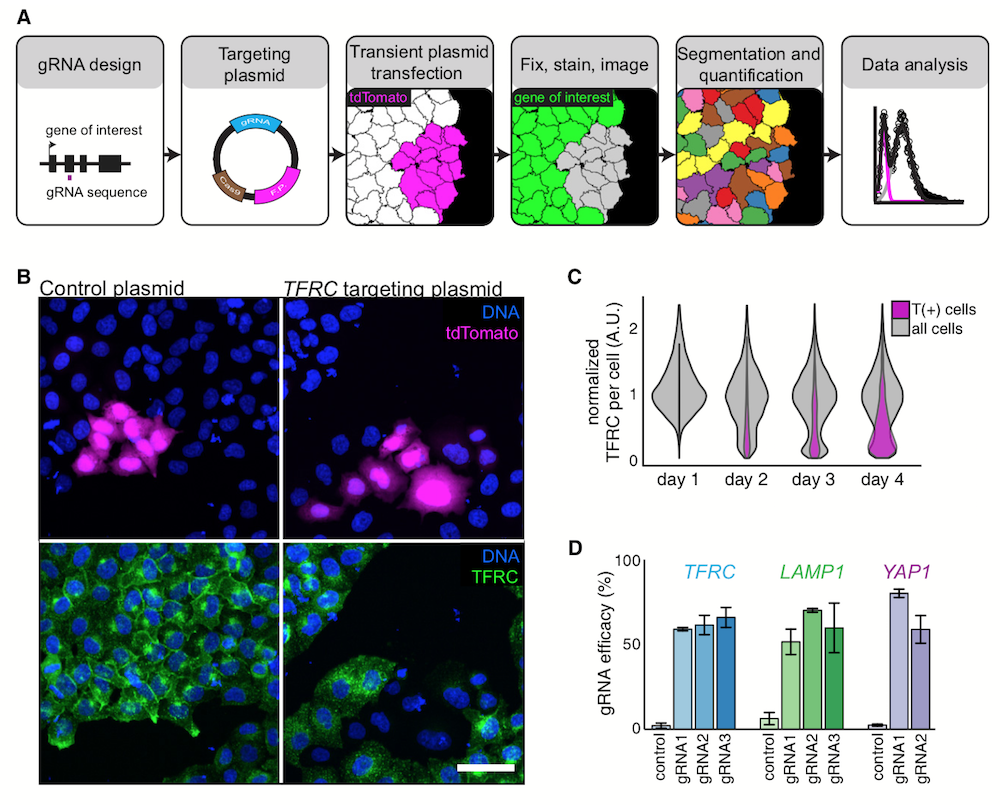 A
gRNA design
gene of interest
gRNA sequence
Targeting
plasmid
gRNA
Cas9
FP
Transient plasmid
transfection
tdTomato
Fix, stain, image
gene of interest
Segmentation and
quantification
Data analysis
B
Control plasmid
TFRC targeting plasmid
DNA
tdTomato
DNA
TFRC
C
normalized
TFRC per cell (A.U.)
2
1
0
day 1
day 2
day 3
day 4
T(+) cells
all cells
D
gRNA efficacy (%)
100
50
0
TFRC
LAMP1
YAP1
control
gRNA1
gRNA2
gRNA3
control
gRNA1
gRNA2
gRNA3
control
gRNA1
gRNA2